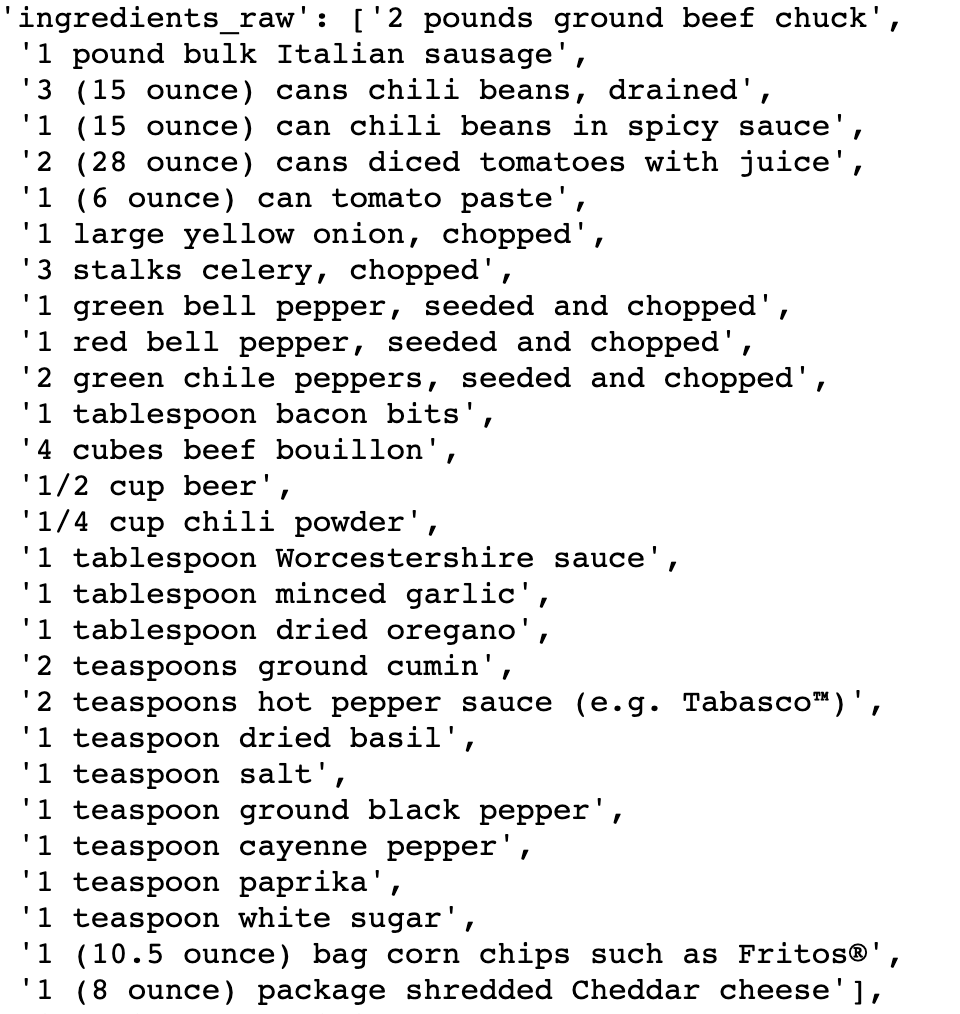 'ingredients_raw': ['2 pounds ground beef chuck',
'1 pound bulk Italian sausage',
'3 (15 ounce) cans chili beans, drained',
'1 (15 ounce) can chili beans in spicy sauce',
'2 (28 ounce) cans diced tomatoes with juice',
'1 (6 ounce) can tomato paste',
'1 large yellow onion, chopped',
'3 stalks celery, chopped',
'1 green bell pepper, seeded and chopped',
'1 red bell pepper, seeded and chopped',
'2 green chile peppers, seeded and chopped',
'1 tablespoon bacon bits',
'4 cubes beef bouillon',
'1/2 cup beer',
'1/4 cup chili powder',
'1 tablespoon Worcestershire sauce',
'1 tablespoon minced garlic',
'1 tablespoon dried oregano',
'2 teaspoons ground cumin',
'2 teaspoons hot pepper sauce (e.g. Tabasco™)',
'1 teaspoon dried basil',
'1 teaspoon salt',
'1 teaspoon ground black pepper',
'1 teaspoon cayenne pepper',
'1 teaspoon paprika',
'1 teaspoon white sugar',
'1 (10.5 ounce) bag corn chips such as Fritos®',
'1 (8 ounce) package shredded Cheddar cheese'],